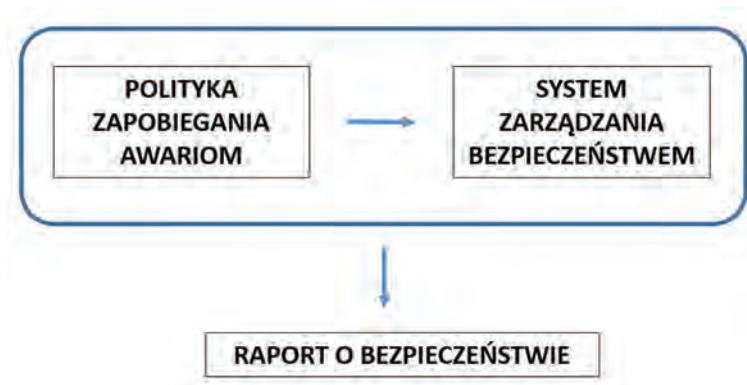 POLITYKA
ZAPOBIEGANIA
AWARIOM
SYSTEM
ZARZĄDZANIA
BEZPIECZEŃSTWEM
RAPORT O BEZPIECZEŃSTWIE